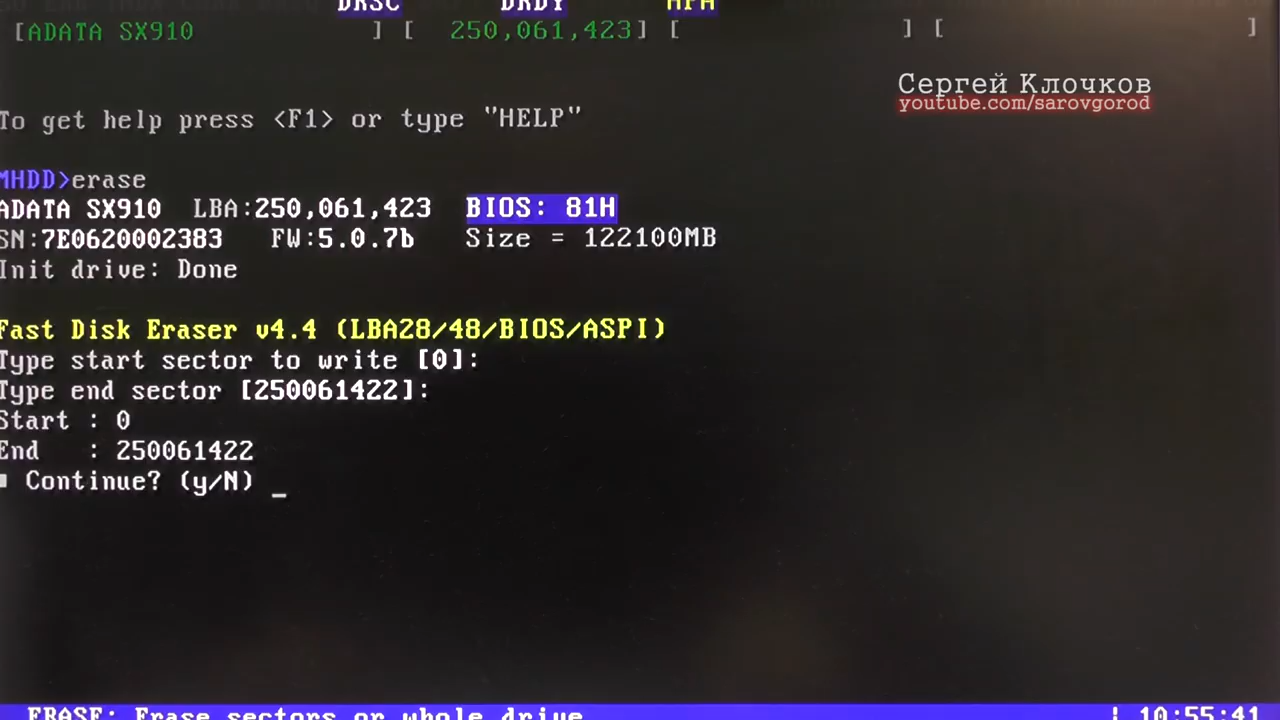 DRSC DRDY HPA
[ADATA SX910 ] [ 250,061,423] [ ] [ ]
Сергей Клочков
youtube.com/sarovgorod
To get help press <F1> or type "HELP"
MHDD>erase
ADATA SX910 LBA:250,061,423 BIOS: 81H
SN:7E0620002383 FW:5.0.7b Size = 122100MB
Init drive: Done
Fast Disk Eraser v4.4 (LBA28/48/BIOS/ASPI)
Type start sector to write [0]:
Type end sector [250061422]:
Start : 0
End : 250061422
Continue? (y/N) _
ERASE: Erase sectors or whole drive | 10:55:41